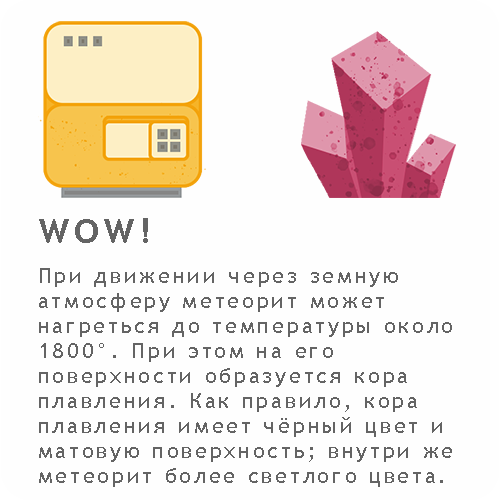 WOW!
При движении через земную
атмосферу метеорит может
нагреться до температуры около
1800°. При этом на его
поверхности образуется кора
плавления. Как правило, кора
плавления имеет чёрный цвет и
матовую поверхность; внутри же
метеорит более светлого цвета.